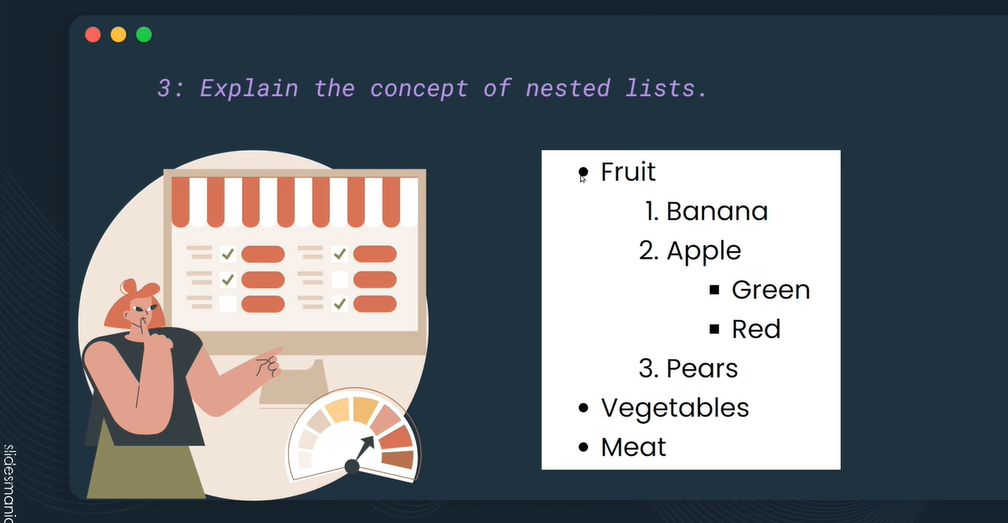 3: Explain the concept of nested lists.
• Fruit
1. Banana
2. Apple
▪ Green
▪ Red
3. Pears
• Vegetables
• Meat
slidesmania